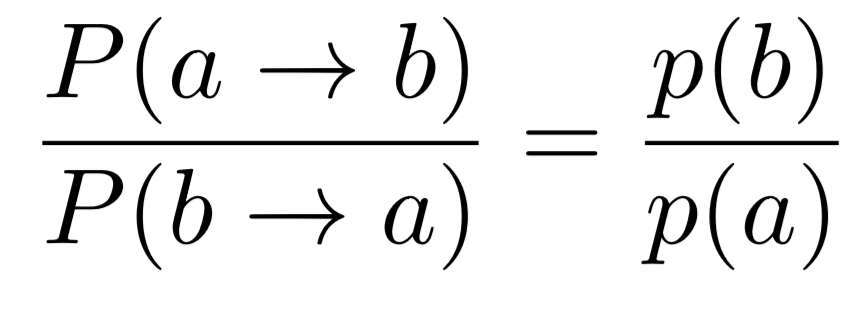 P(a → b) / P(b → a) = p(b) / p(a)